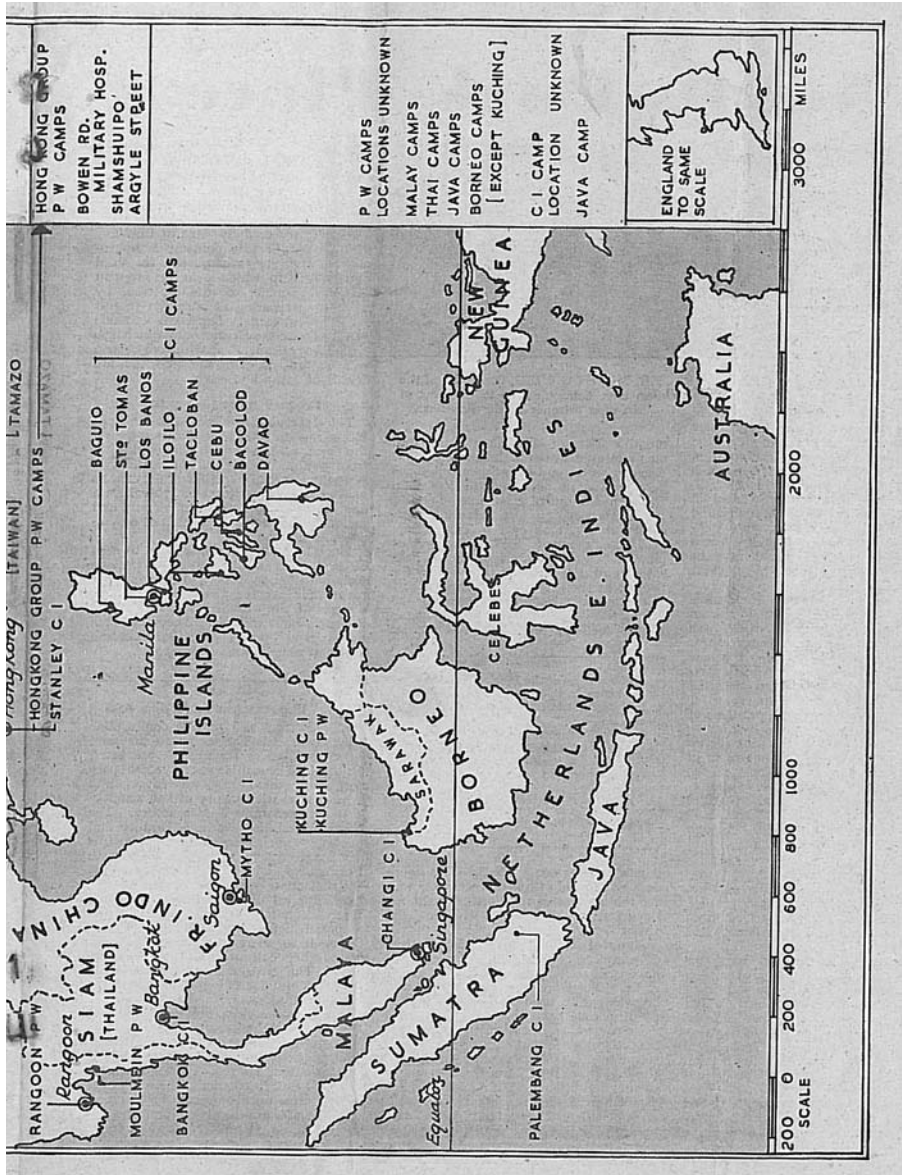 Hongkong [TAIWAN] TAMAZO
HONGKONG GROUP P.W. CAMPS
STANLEY C I
HONG KONG GROUP
P W CAMPS
BOWEN RD.
MILITARY HOSP.
SHAMSHUIPO'
ARGYLE STREET
BAGUIO
STO TOMAS
LOS BANOS
ILOILO
TACLOBAN
CEBU
BACOLOD
DAVAO
C I CAMPS
Manila
PHILIPPINE
ISLANDS
RANGOON P W
Rangoon
SIAM
[THAILAND]
MOULMEIN P W
Bangkok
BANGKOK C I
FR. INDO CHINA
Saigon
MYTHO C I
MALAYA
CHANGI C I
Singapore
KUCHING C I
KUCHING P W
SARAWAK
BORNEO
CELEBES
SUMATRA
Equator
PALEMBANG C I
NETHERLANDS E. INDIES
JAVA
NEW
GUINEA
AUSTRALIA
P W CAMPS
LOCATIONS UNKNOWN
MALAY CAMPS
THAI CAMPS
JAVA CAMPS
BORNEO CAMPS
[EXCEPT KUCHING]
C I CAMP
LOCATION UNKNOWN
JAVA CAMP
ENGLAND
TO SAME
SCALE
200 0 200 400 600 800 1000 2000 3000 MILES
SCALE